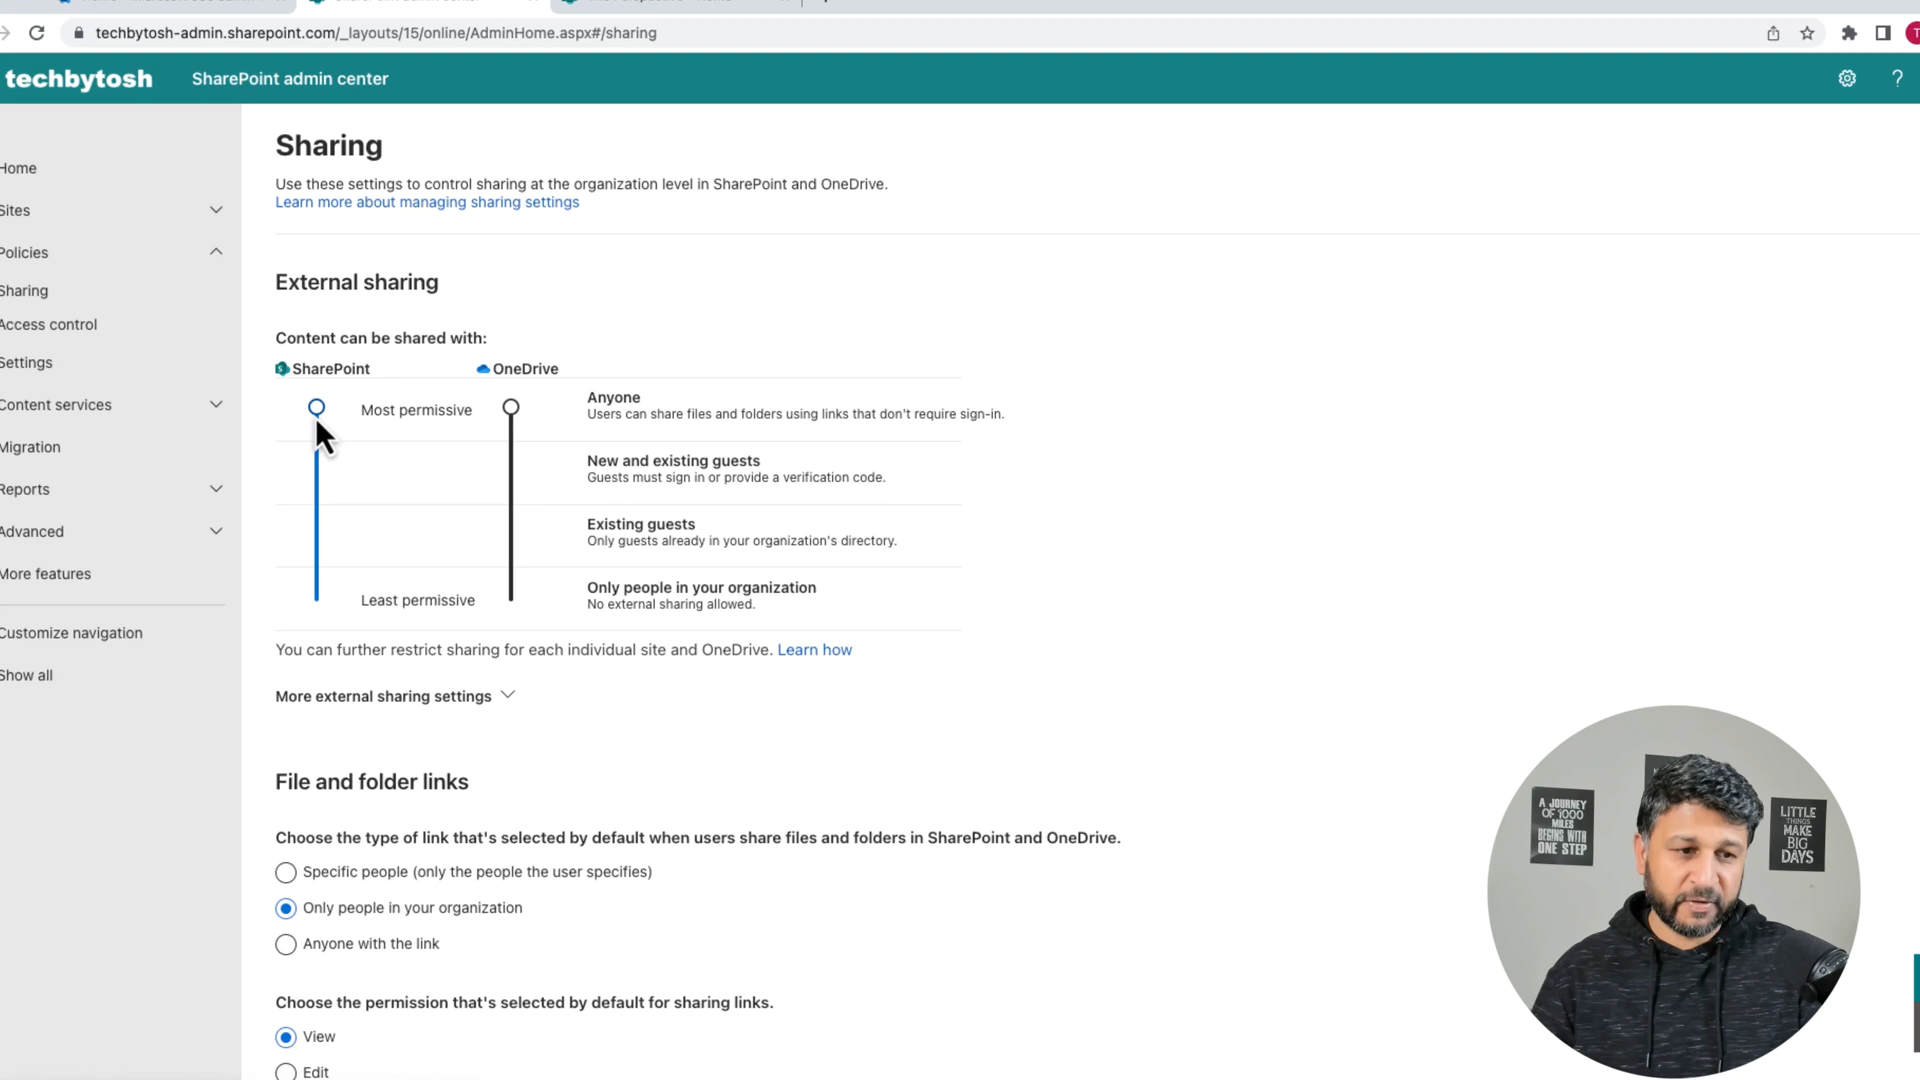 techbytosh-admin.sharepoint.com/_layouts/15/online/AdminHome.aspx#/sharing
techbytosh
SharePoint admin center
?
Home
Sites
Policies
Sharing
Access control
Settings
Content services
Migration
Reports
Advanced
More features
Customize navigation
Show all
Sharing
Use these settings to control sharing at the organization level in SharePoint and OneDrive.
Learn more about managing sharing settings
External sharing
Content can be shared with:
SharePoint
OneDrive
Most permissive
Anyone
Users can share files and folders using links that don't require sign-in.
New and existing guests
Guests must sign in or provide a verification code.
Existing guests
Only guests already in your organization's directory.
Least permissive
Only people in your organization
No external sharing allowed.
You can further restrict sharing for each individual site and OneDrive. Learn how
More external sharing settings
File and folder links
Choose the type of link that's selected by default when users share files and folders in SharePoint and OneDrive.
Specific people (only the people the user specifies)
Only people in your organization
Anyone with the link
Choose the permission that's selected by default for sharing links.
View
Edit
A JOURNEY
OF 1000
MILES
BEGINS WITH
ONE STEP
LITTLE
THINGS
MAKE
BIG
DAYS